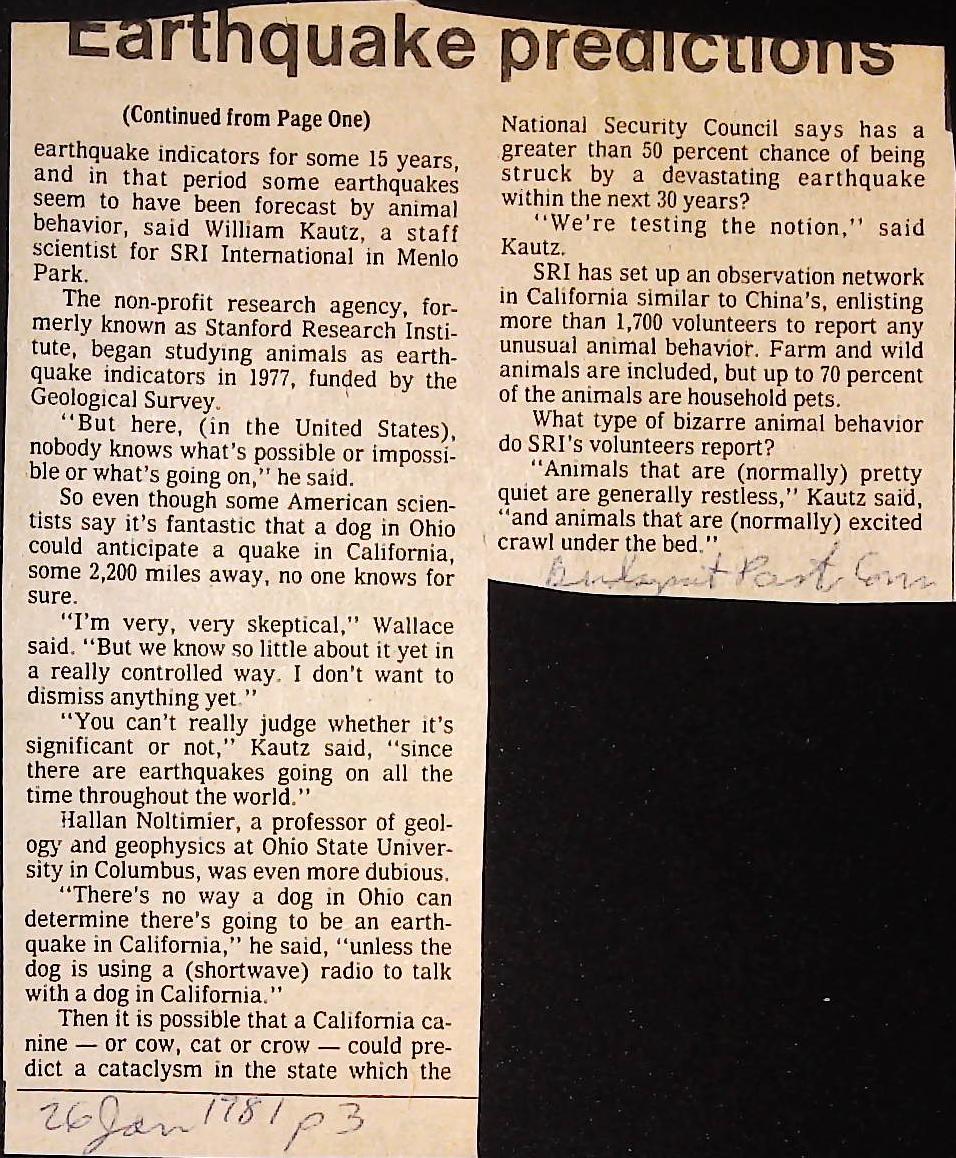 Earthquake predictions
(Continued from Page One)
earthquake indicators for some 15 years,
and in that period some earthquakes
seem to have been forecast by animal
behavior, said William Kautz, a staff
scientist for SRI International in Menlo
Park.
The non-profit research agency, for-
merly known as Stanford Research Insti-
tute, began studying animals as earth-
quake indicators in 1977, funded by the
Geological Survey.
"But here, (in the United States),
nobody knows what's possible or impossi-
ble or what's going on," he said.
So even though some American scien-
tists say it's fantastic that a dog in Ohio
could anticipate a quake in California,
some 2,200 miles away, no one knows for
sure.
"I'm very, very skeptical," Wallace
said. "But we know so little about it yet in
a really controlled way. I don't want to
dismiss anything yet."
"You can't really judge whether it's
significant or not," Kautz said, "since
there are earthquakes going on all the
time throughout the world."
Hallan Noltimier, a professor of geol-
ogy and geophysics at Ohio State Univer-
sity in Columbus, was even more dubious.
"There's no way a dog in Ohio can
determine there's going to be an earth-
quake in California," he said, "unless the
dog is using a (shortwave) radio to talk
with a dog in California."
Then it is possible that a California ca-
nine — or cow, cat or crow — could pre-
dict a cataclysm in the state which the
National Security Council says has a
greater than 50 percent chance of being
struck by a devastating earthquake
within the next 30 years?
"We're testing the notion," said
Kautz.
SRI has set up an observation network
in California similar to China's, enlisting
more than 1,700 volunteers to report any
unusual animal behavior. Farm and wild
animals are included, but up to 70 percent
of the animals are household pets.
What type of bizarre animal behavior
do SRI's volunteers report?
"Animals that are (normally) pretty
quiet are generally restless," Kautz said,
"and animals that are (normally) excited
crawl under the bed."
Post Conn
26 Jan 1981 p 3